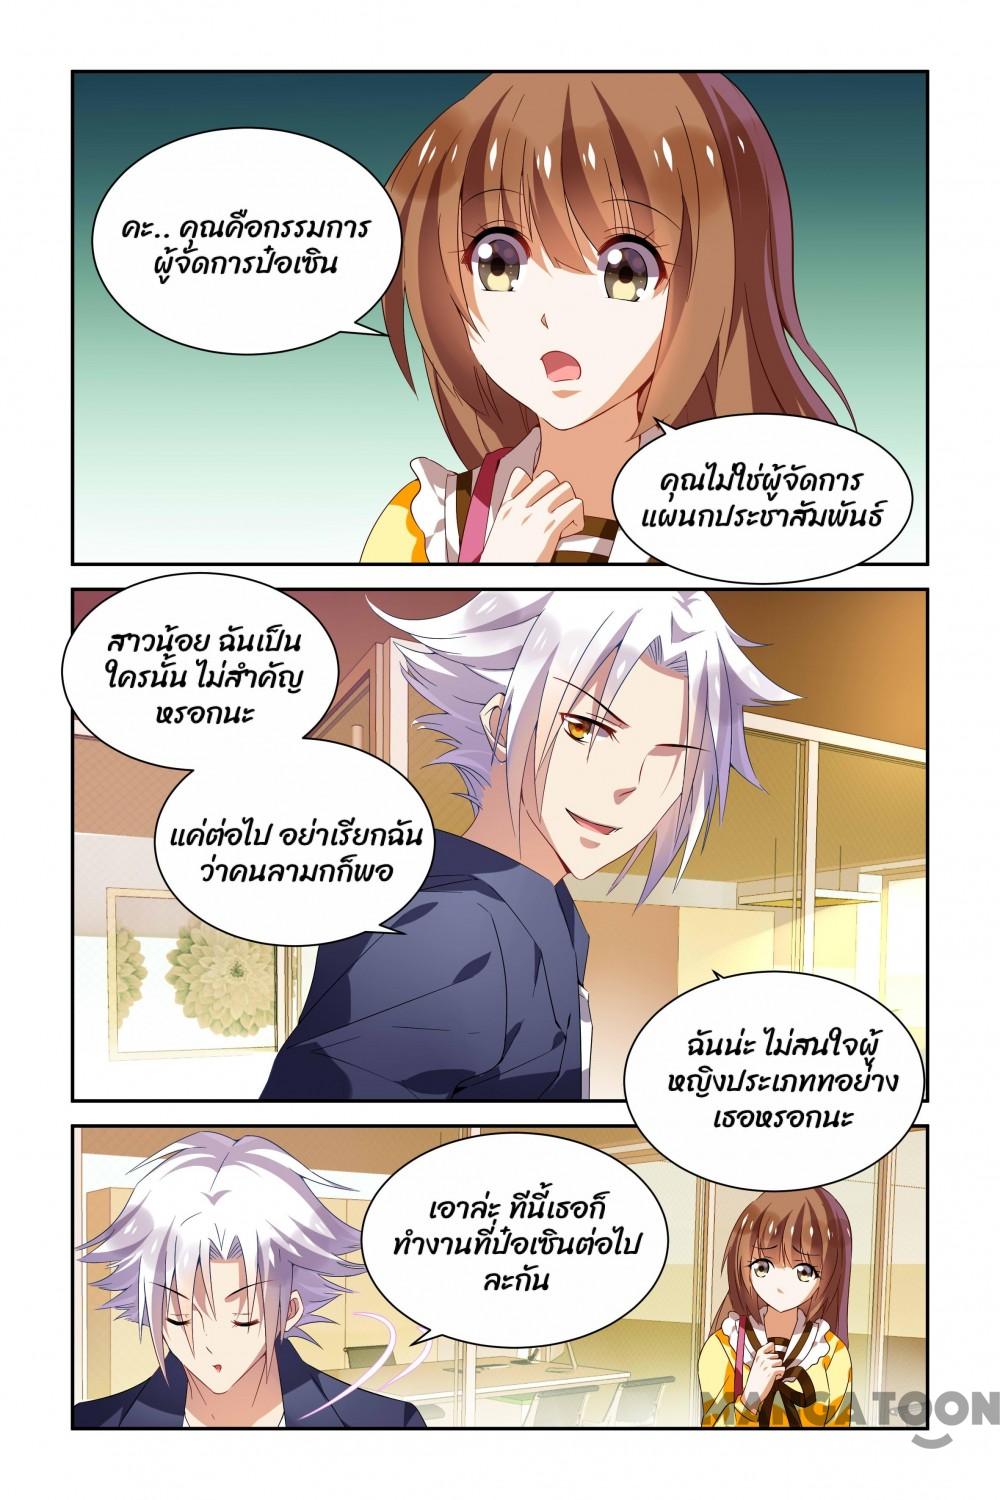 คะ.. คุณคือกรรมการ
ผู้จัดการป๋อเซิน
คุณไม่ใช่ผู้จัดการ
แผนกประชาสัมพันธ์
สาวน้อย ฉันเป็น
ใครนั้น ไม่สำคัญ
หรอกนะ
แค่ต่อไป อย่าเรียกฉัน
ว่าคนลามกก็พอ
ฉันน่ะ ไม่สนใจผู้
หญิงประเภททอย่าง
เธอหรอกนะ
เอาล่ะ ทีนี้เธอก็
ทำงานที่ป๋อเซินต่อไป
ละกัน
MANGATOON